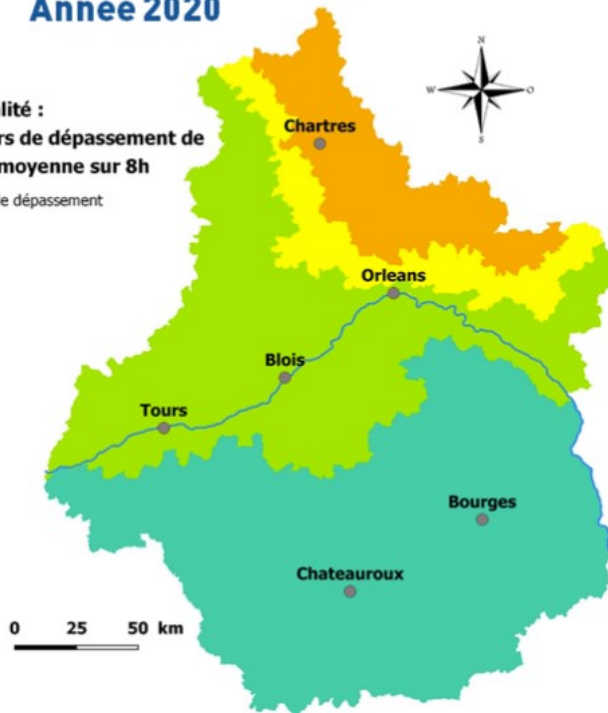 Année 2020
lité :
rs de dépassement de
moyenne sur 8h
le dépassement
N
W O
S
Chartres
Orleans
Blois
Tours
Bourges
Chateauroux
0 25 50 km